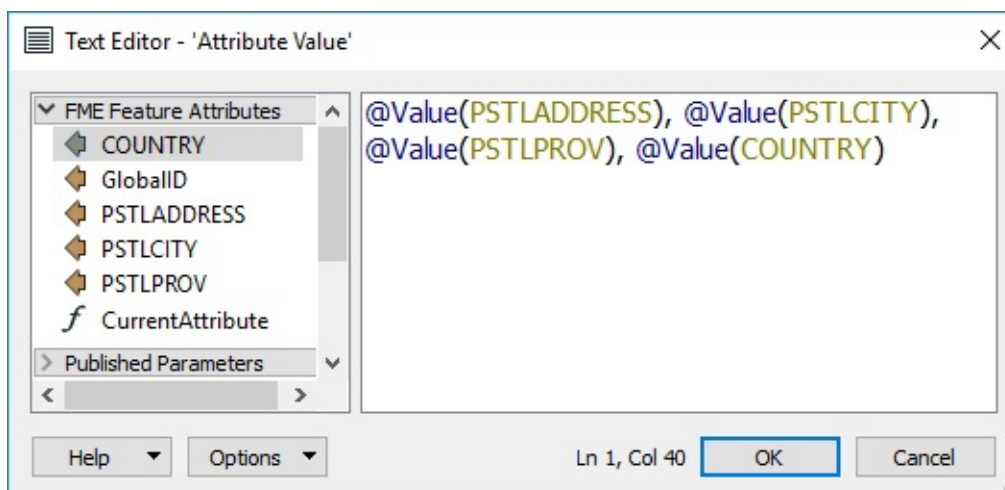 Text Editor - 'Attribute Value'
FME Feature Attributes
COUNTRY
GlobalID
PSTLADDRESS
PSTLCITY
PSTLPROV
f CurrentAttribute
Published Parameters
@Value(PSTLADDRESS), @Value(PSTLCITY),
@Value(PSTLPROV), @Value(COUNTRY)
Help
Options
Ln 1, Col 40
OK
Cancel